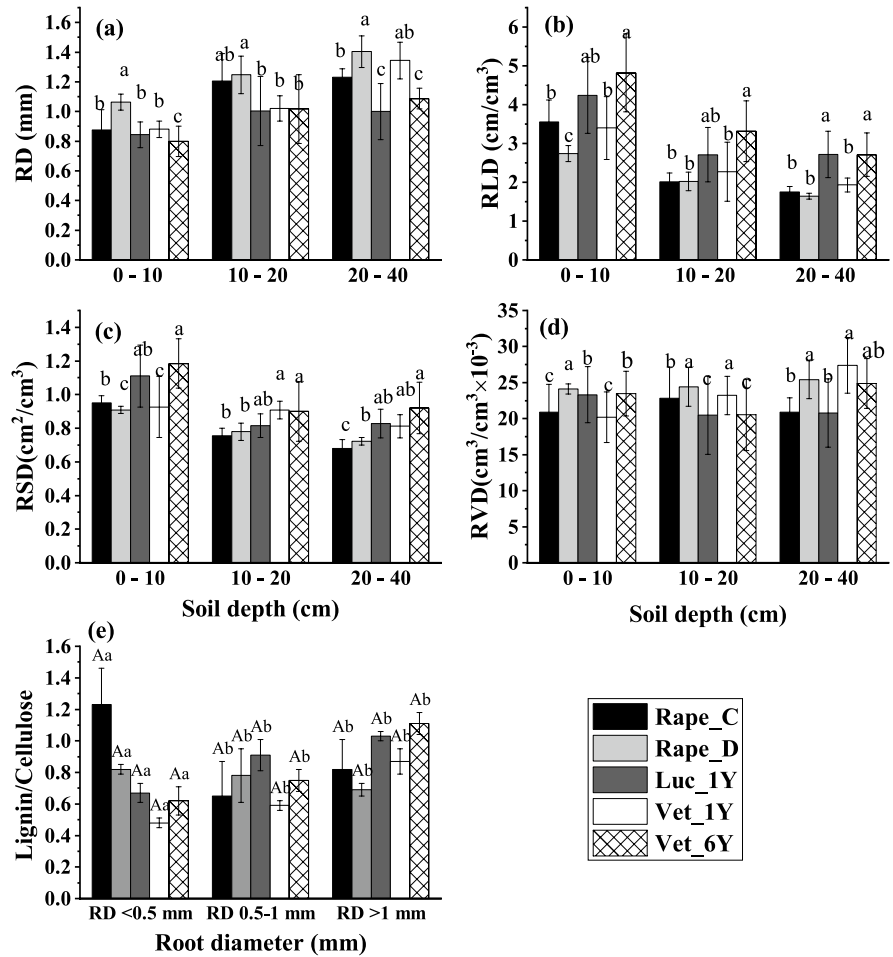 (a)
RD (mm)
1.6
1.4
1.2
1.0
0.8
0.6
0.4
0.2
0.0
b a b b c
ab a b b b
b a c b c
0 - 10 10 - 20 20 - 40
(b)
RLD (cm/cm³)
6
5
4
3
2
1
0
b c ab b a
b b ab b a
b b a b a
0 - 10 10 - 20 20 - 40
(c)
RSD(cm²/cm³)
1.4
1.2
1.0
0.8
0.6
0.4
0.2
0.0
b c ab b a
b b ab a a
c b ab ab a
0 - 10 10 - 20 20 - 40
Soil depth (cm)
(d)
RVD(cm³/cm³×10⁻³)
35
30
25
20
15
10
5
0
c a b c b
b a c a c
b a b a ab
0 - 10 10 - 20 20 - 40
Soil depth (cm)
(e)
Lignin/Cellulose
1.6
1.4
1.2
1.0
0.8
0.6
0.4
0.2
0.0
Aa Aa Aa Aa Aa
Ab Ab Ab Ab Ab
Ab Ab Ab Ab Ab
RD <0.5 mm RD 0.5-1 mm RD >1 mm
Root diameter (mm)
Rape_C
Rape_D
Luc_1Y
Vet_1Y
Vet_6Y